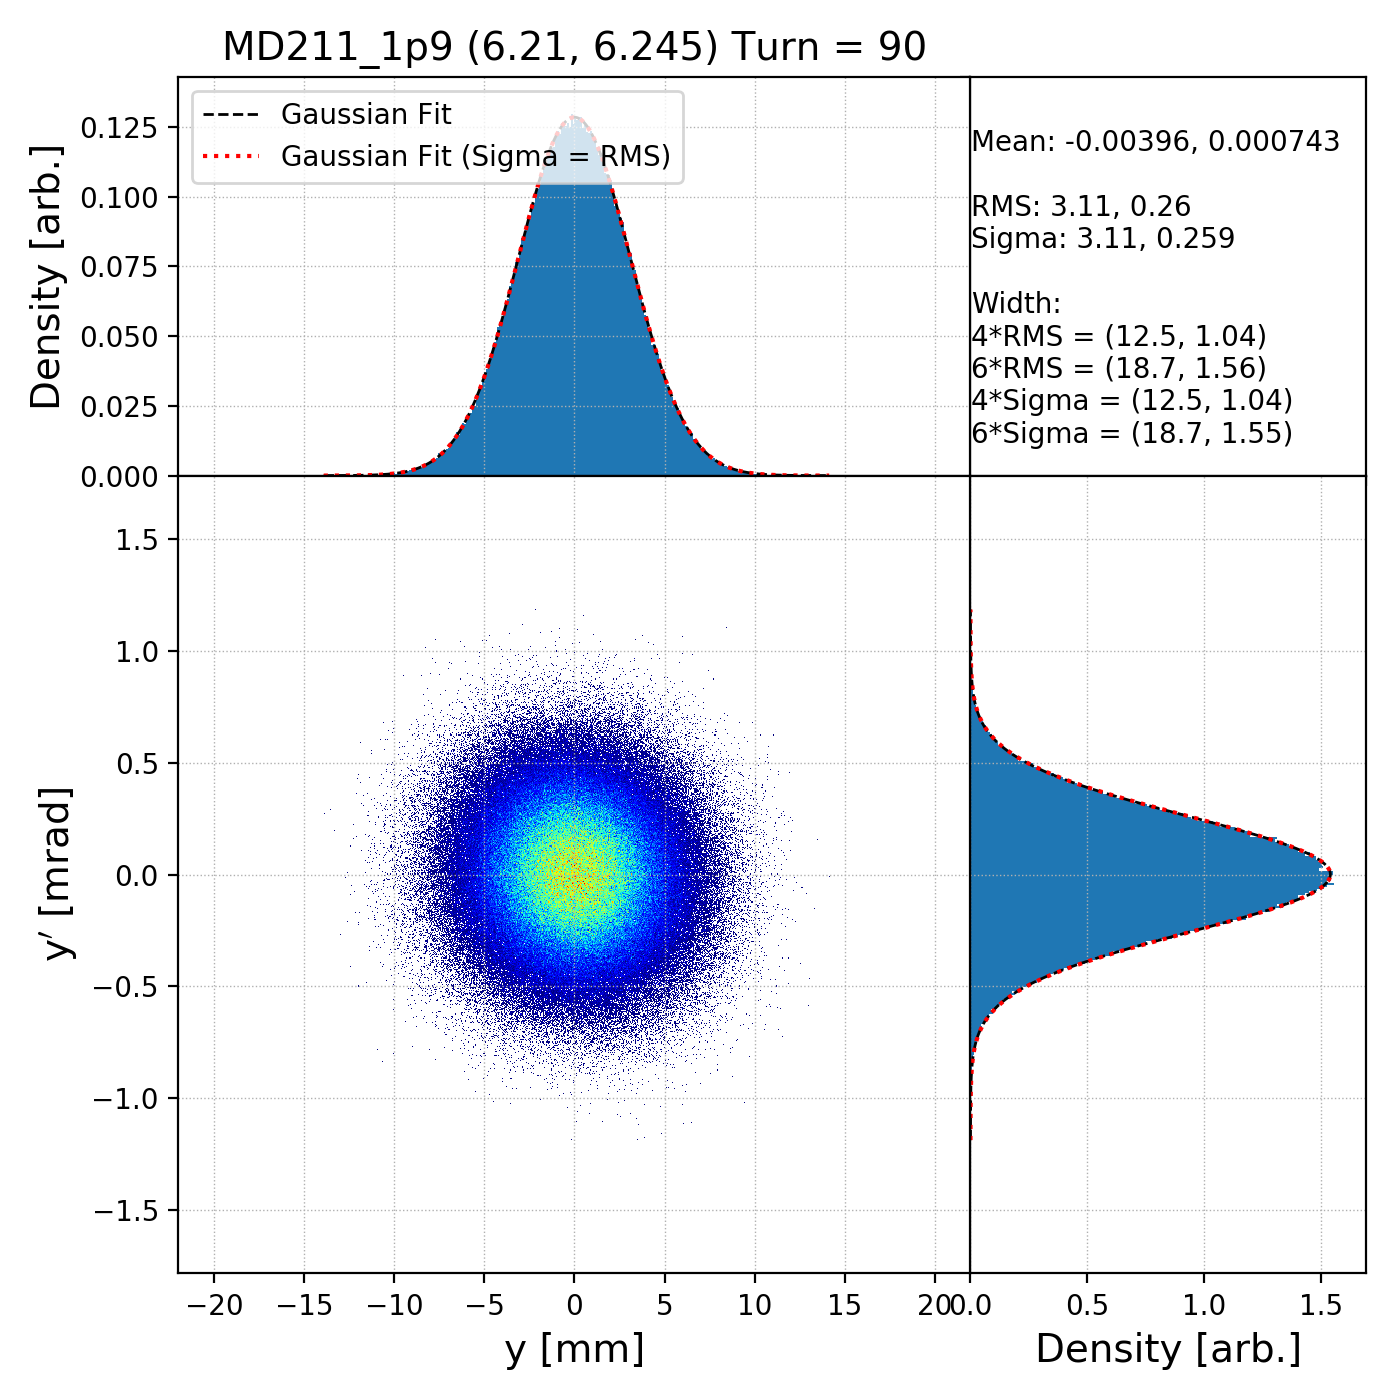 MD211_1p9 (6.21, 6.245) Turn = 90
Gaussian Fit
Gaussian Fit (Sigma = RMS)
Density [arb.]
0.125
0.100
0.075
0.050
0.025
0.000
Mean: -0.00396, 0.000743
RMS: 3.11, 0.26
Sigma: 3.11, 0.259
Width:
4*RMS = (12.5, 1.04)
6*RMS = (18.7, 1.56)
4*Sigma = (12.5, 1.04)
6*Sigma = (18.7, 1.55)
y′ [mrad]
1.5
1.0
0.5
0.0
−0.5
−1.0
−1.5
−20 −15 −10 −5 0 5 10 15 20
y [mm]
0.0 0.5 1.0 1.5
Density [arb.]